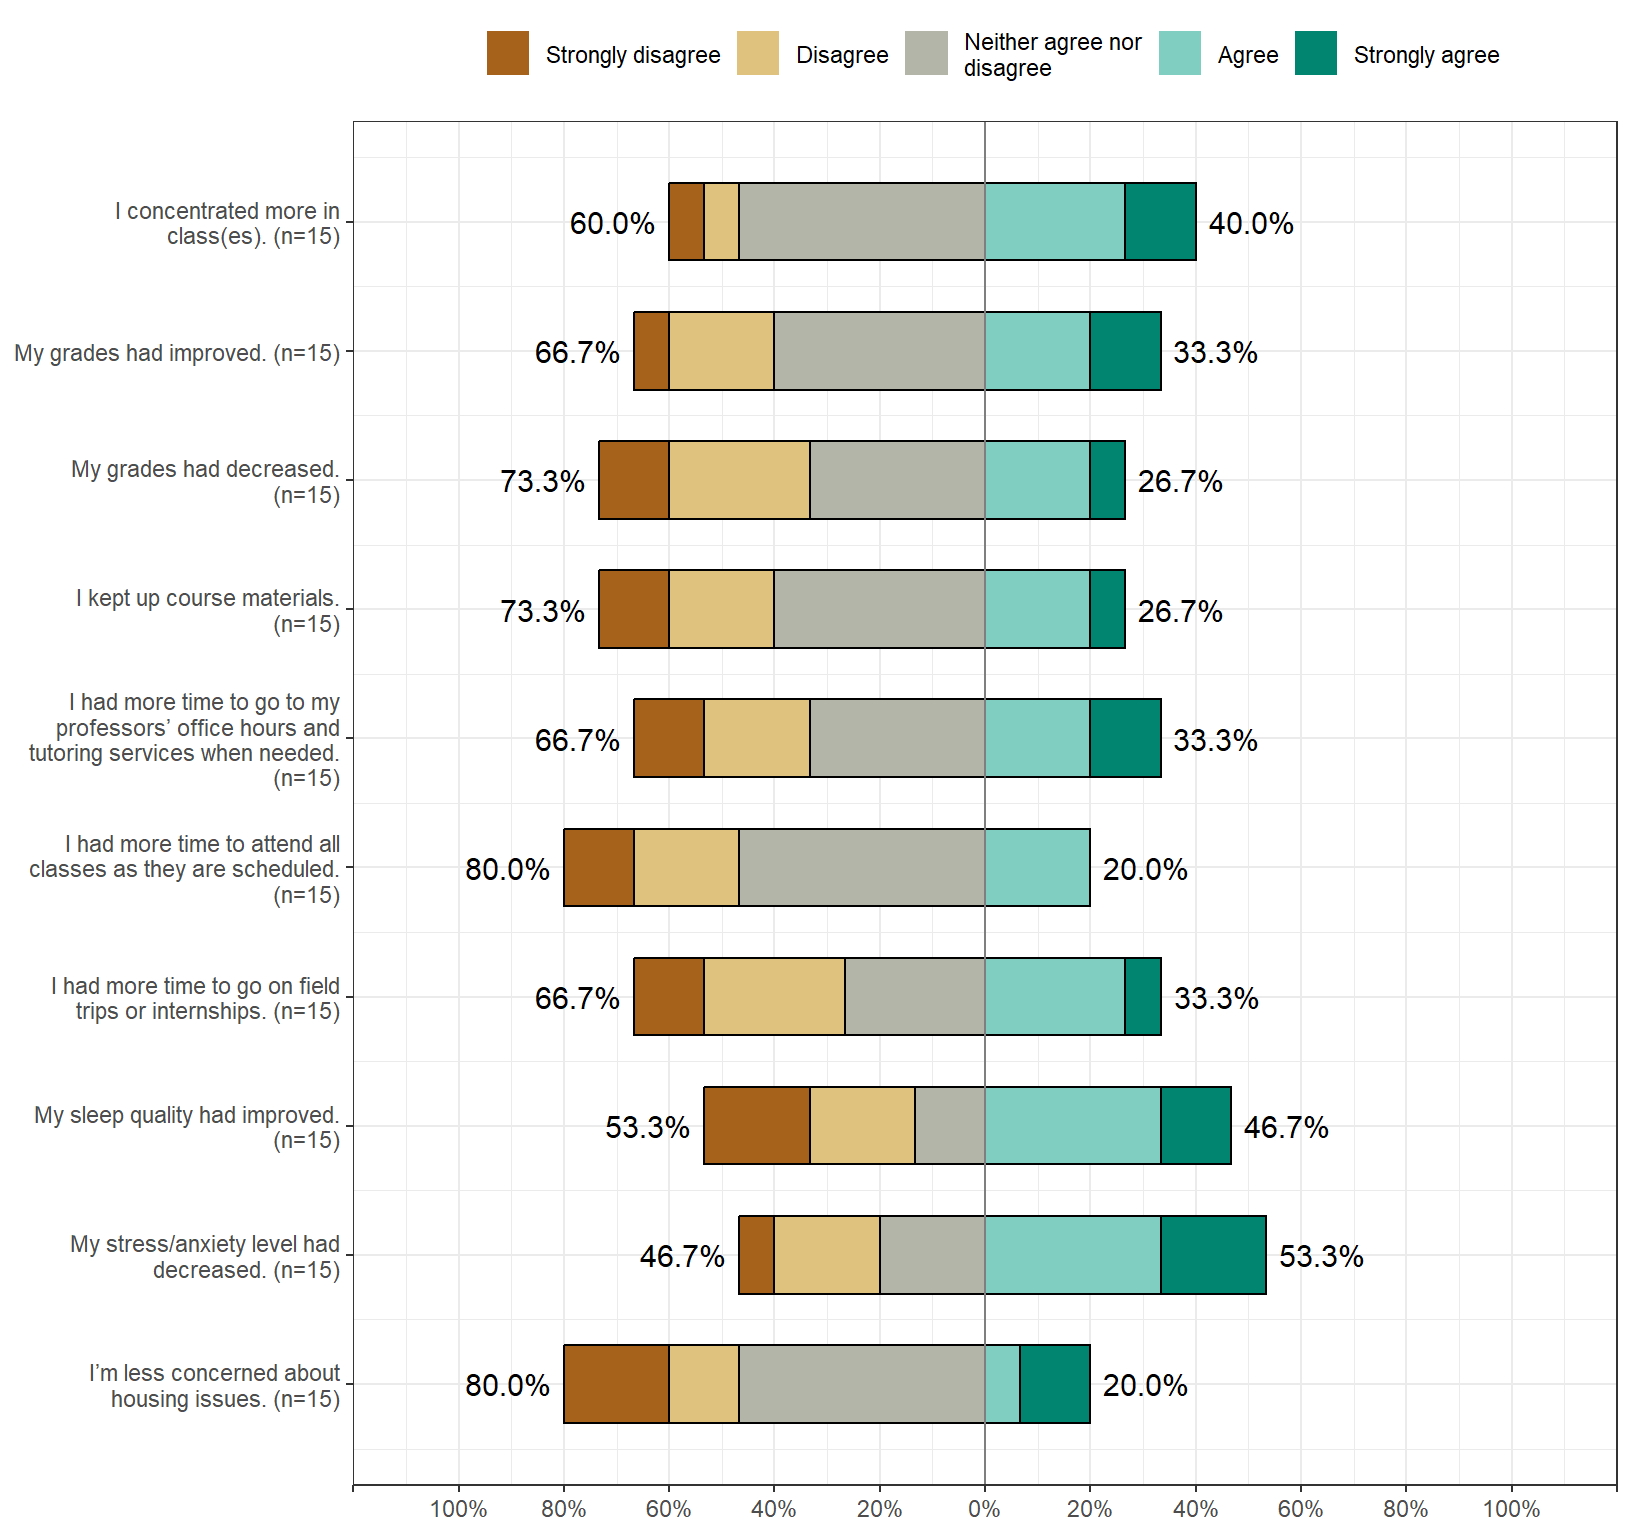 Strongly disagree
Disagree
Neither agree nor
disagree
Agree
Strongly agree
I concentrated more in
class(es). (n=15)
60.0%
40.0%
My grades had improved. (n=15)
66.7%
33.3%
My grades had decreased.
(n=15)
73.3%
26.7%
I kept up course materials.
(n=15)
73.3%
26.7%
I had more time to go to my
professors’ office hours and
tutoring services when needed.
(n=15)
66.7%
33.3%
I had more time to attend all
classes as they are scheduled.
(n=15)
80.0%
20.0%
I had more time to go on field
trips or internships. (n=15)
66.7%
33.3%
My sleep quality had improved.
(n=15)
53.3%
46.7%
My stress/anxiety level had
decreased. (n=15)
46.7%
53.3%
I’m less concerned about
housing issues. (n=15)
80.0%
20.0%
100% 80% 60% 40% 20% 0% 20% 40% 60% 80% 100%